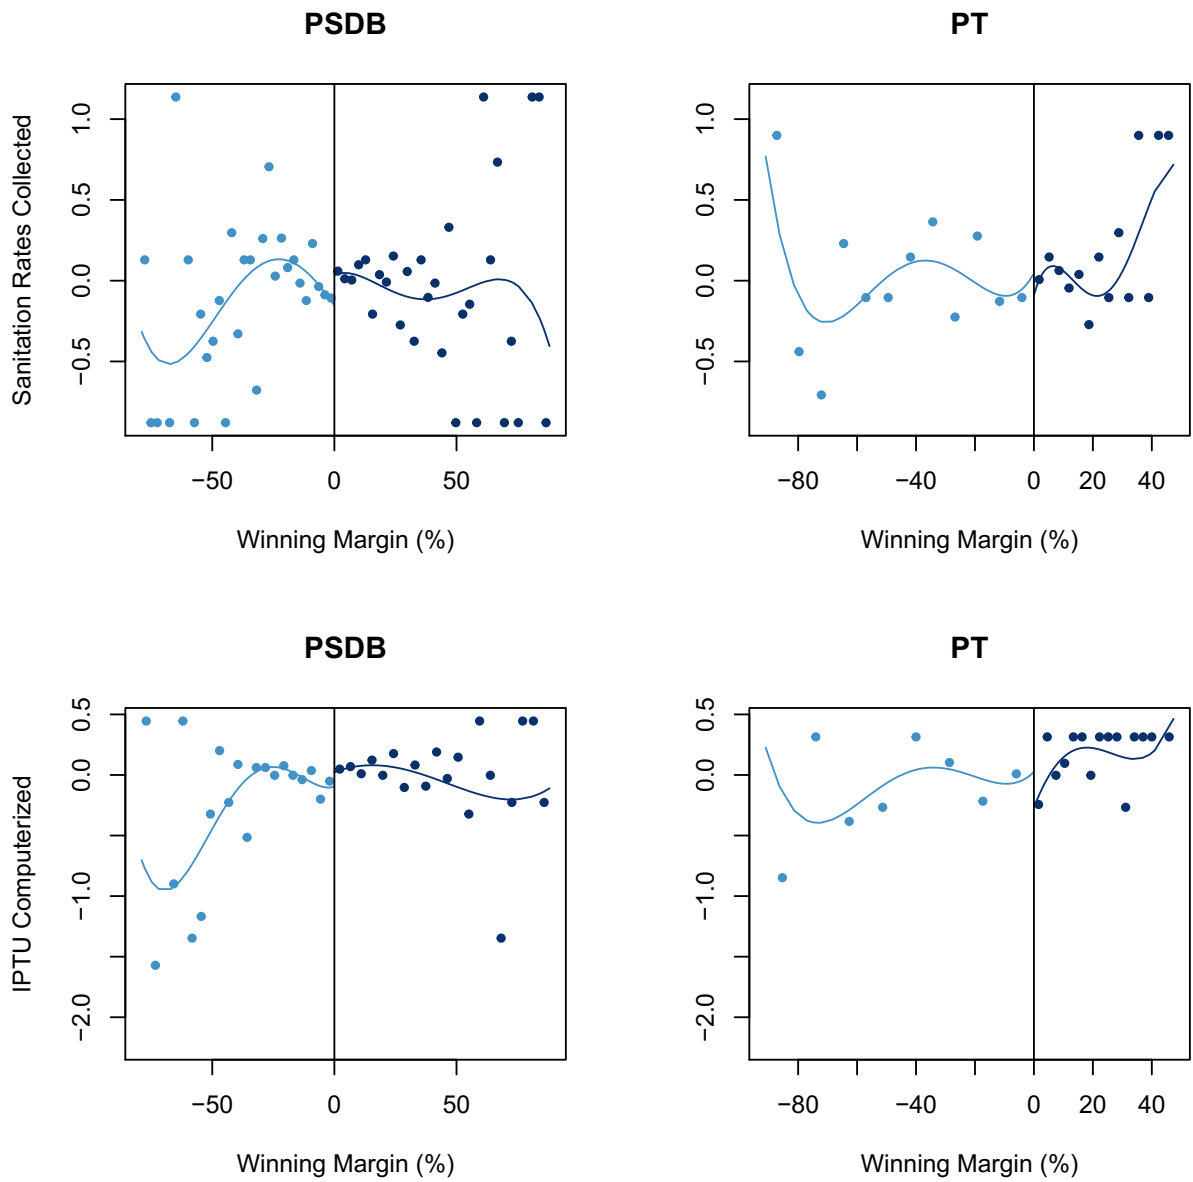 PSDB
PT
Sanitation Rates Collected
1.0
0.5
0.0
−0.5
−50 0 50
Winning Margin (%)
1.0
0.5
0.0
−0.5
−80 −40 0 20 40
Winning Margin (%)
PSDB
PT
IPTU Computerized
0.5
0.0
−1.0
−2.0
−50 0 50
Winning Margin (%)
0.5
0.0
−1.0
−2.0
−80 −40 0 20 40
Winning Margin (%)